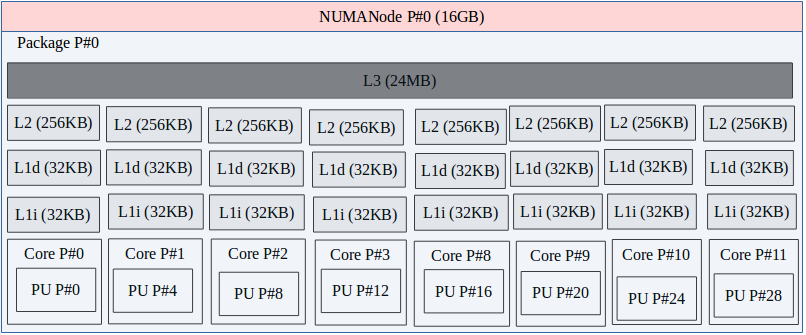 NUMANode P#0 (16GB)
Package P#0
L3 (24MB)
L2 (256KB) L2 (256KB) L2 (256KB) L2 (256KB) L2 (256KB) L2 (256KB) L2 (256KB) L2 (256KB)
L1d (32KB) L1d (32KB) L1d (32KB) L1d (32KB) L1d (32KB) L1d (32KB) L1d (32KB) L1d (32KB)
L1i (32KB) L1i (32KB) L1i (32KB) L1i (32KB) L1i (32KB) L1i (32KB) L1i (32KB) L1i (32KB)
Core P#0 Core P#1 Core P#2 Core P#3 Core P#8 Core P#9 Core P#10 Core P#11
PU P#0 PU P#4 PU P#8 PU P#12 PU P#16 PU P#20 PU P#24 PU P#28